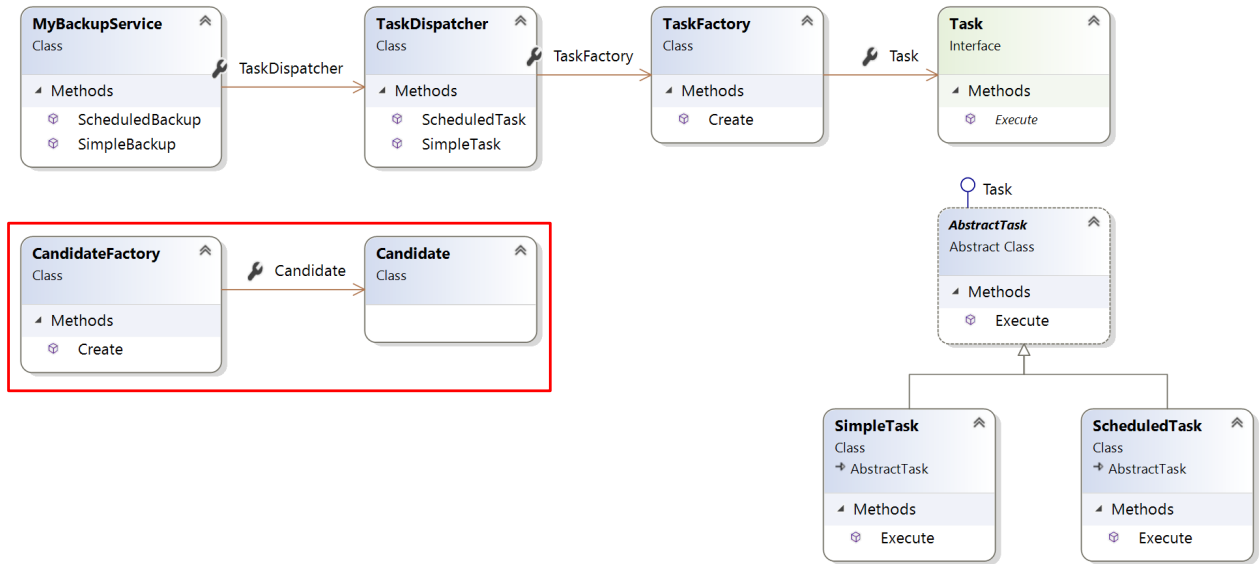 MyBackupService
Class
Methods
ScheduledBackup
SimpleBackup
TaskDispatcher
TaskDispatcher
Class
Methods
ScheduledTask
SimpleTask
TaskFactory
TaskFactory
Class
Methods
Create
Task
Task
Interface
Methods
Execute
CandidateFactory
Class
Methods
Create
Candidate
Candidate
Class
Task
AbstractTask
Abstract Class
Methods
Execute
SimpleTask
Class
AbstractTask
Methods
Execute
ScheduledTask
Class
AbstractTask
Methods
Execute